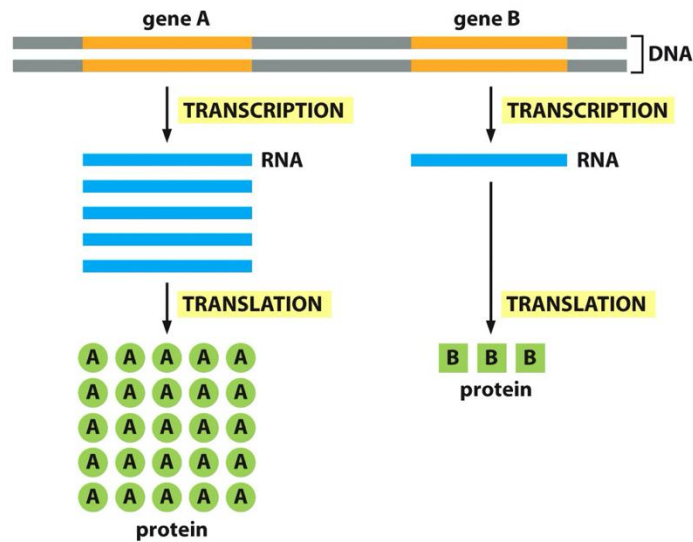 gene A gene B
DNA
TRANSCRIPTION TRANSCRIPTION
RNA RNA
TRANSLATION TRANSLATION
A A A A A B B B
protein
A A A A A
A A A A A
A A A A A
A A A A A
protein